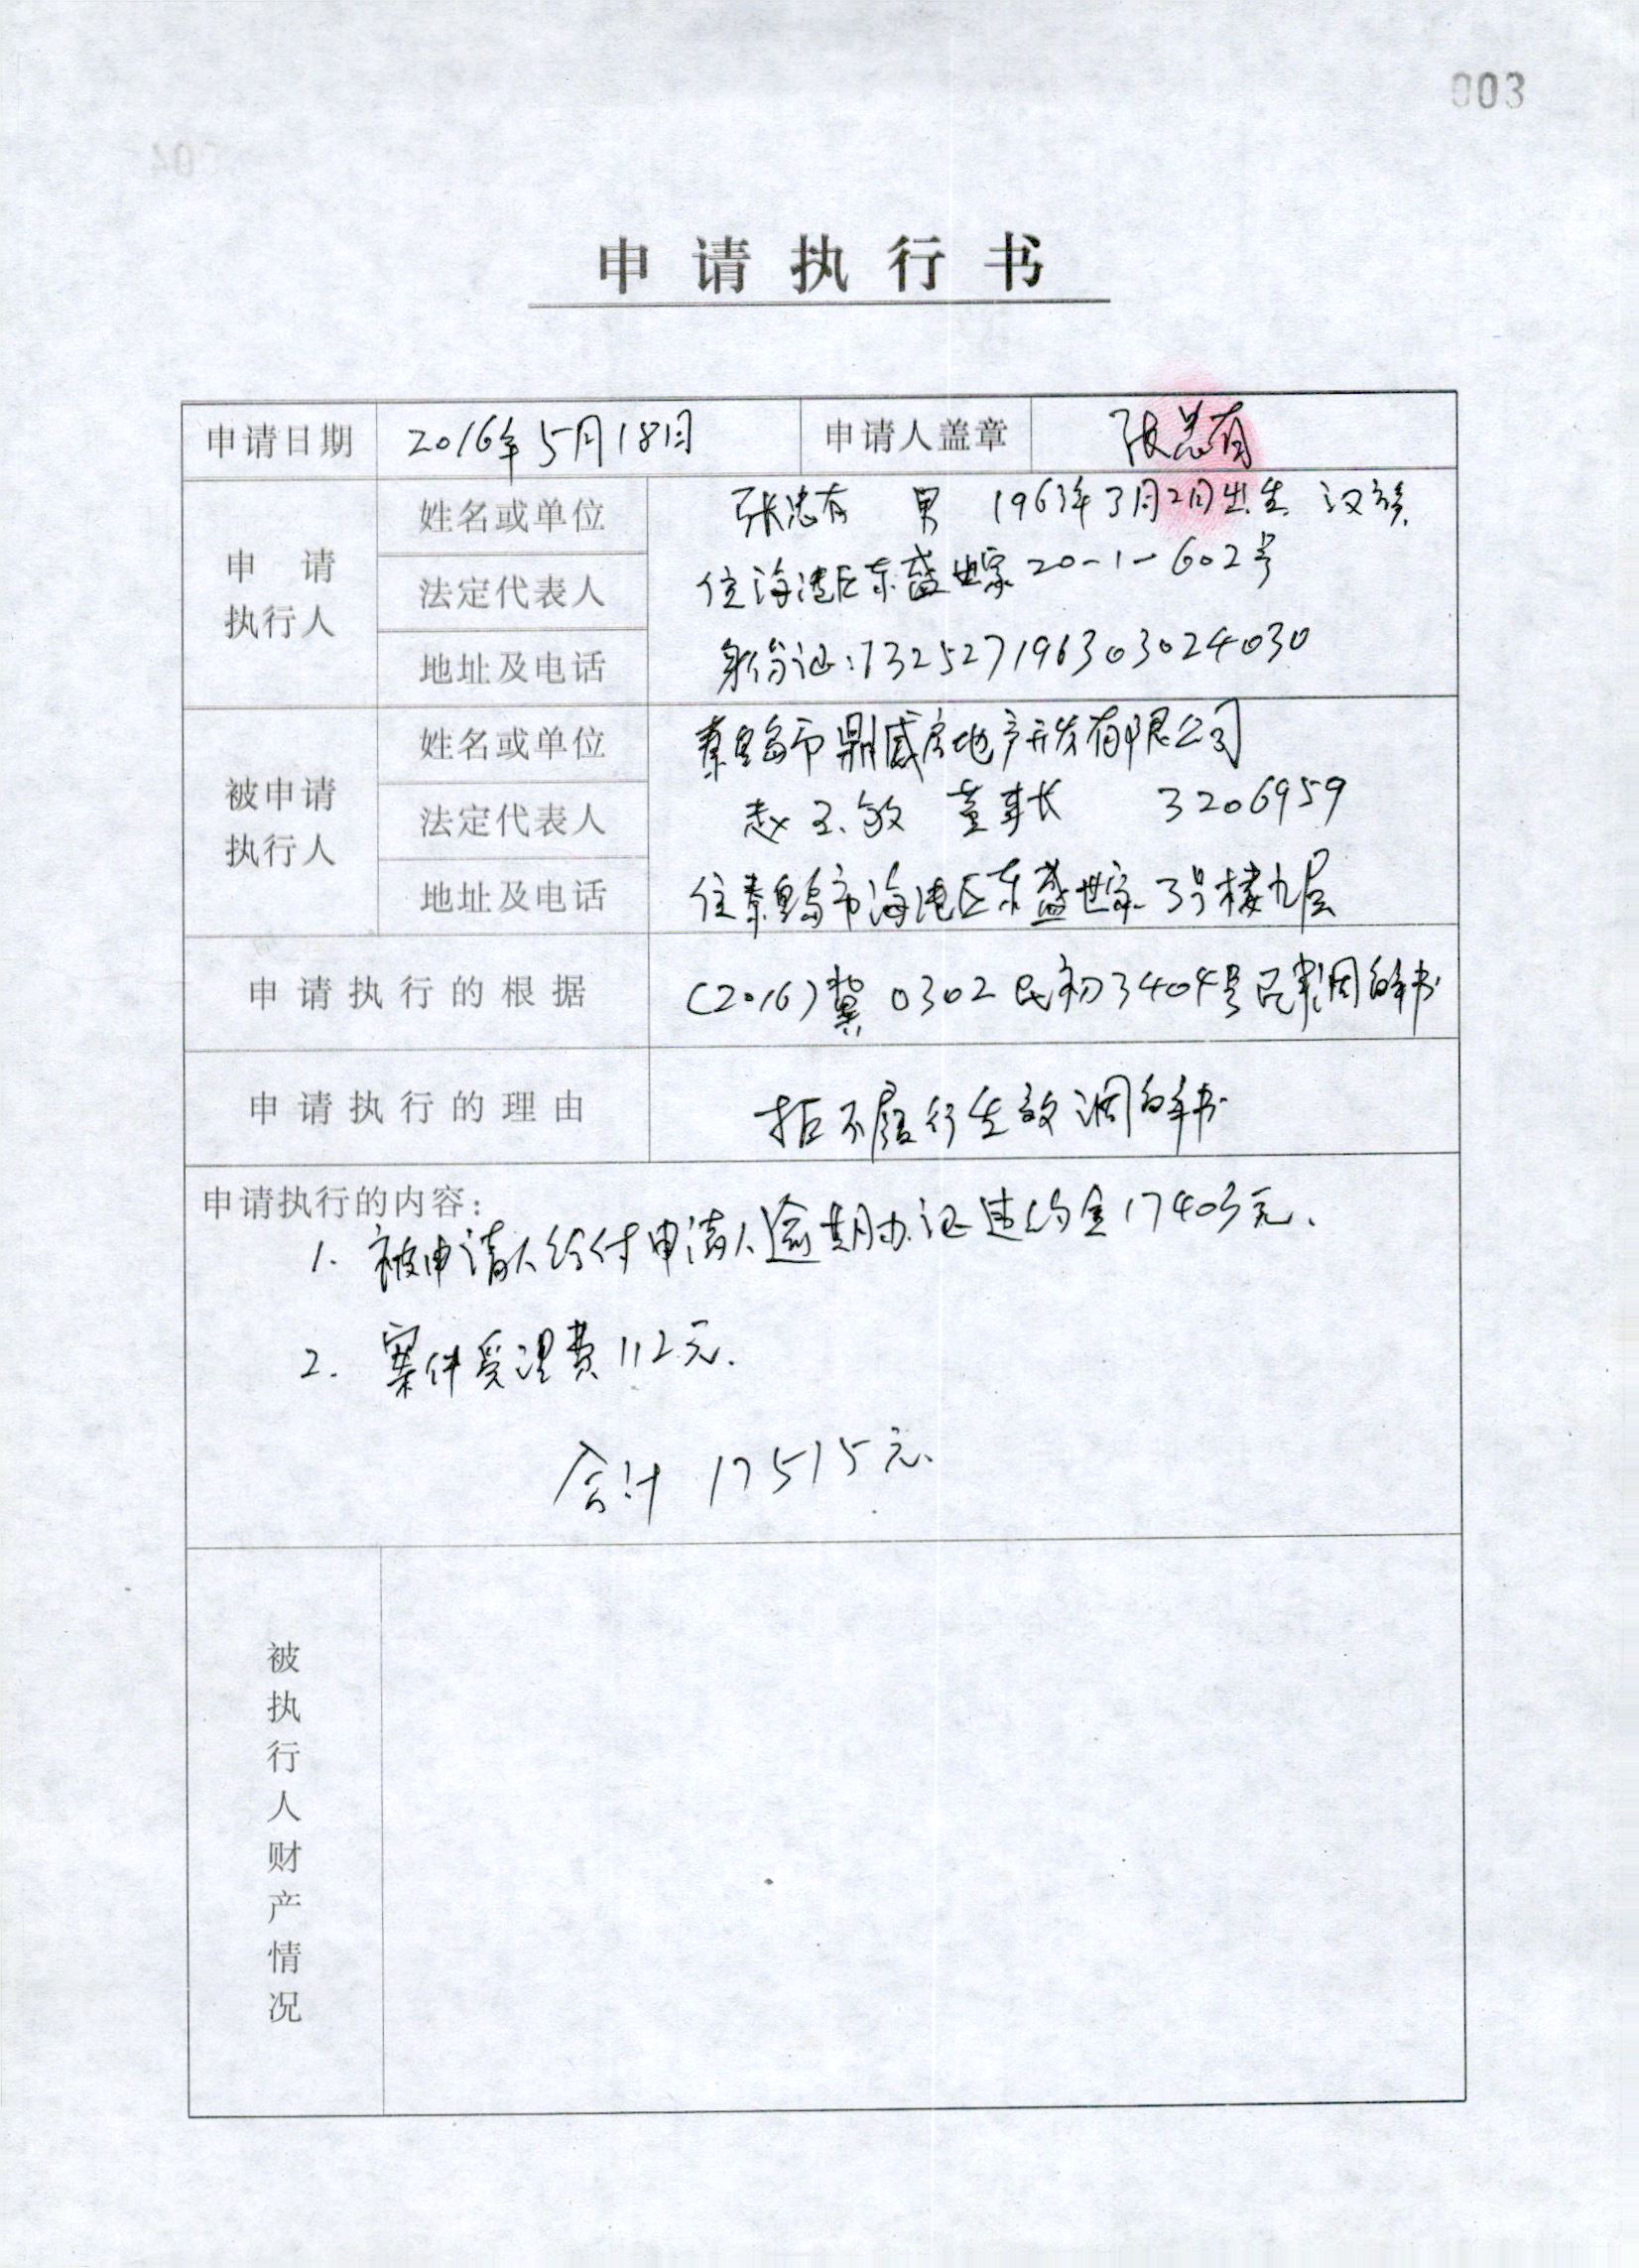 003
申请执行书
申请日期 2016年5月18日 申请人盖章 张忠有
申请执行人 姓名或单位 张忠有 男 1963年3月2日出生 汉族
法定代表人 住海港区东盛世家20-1-602号
地址及电话 身份证:132527196303024030
被申请执行人 姓名或单位 秦皇岛市鼎盛房地产开发有限公司
法定代表人 赵玉敏 董事长 3206959
地址及电话 住秦皇岛市海港区东盛世家3号楼九层
申请执行的根据 (2016)冀0302民初3404号民事调解书
申请执行的理由 拒不履行生效调解书
申请执行的内容:
1. 被申请人给付申请人逾期办证违约金17403元.
2. 案件受理费112元.
合计 17515元.
被执行人财产情况